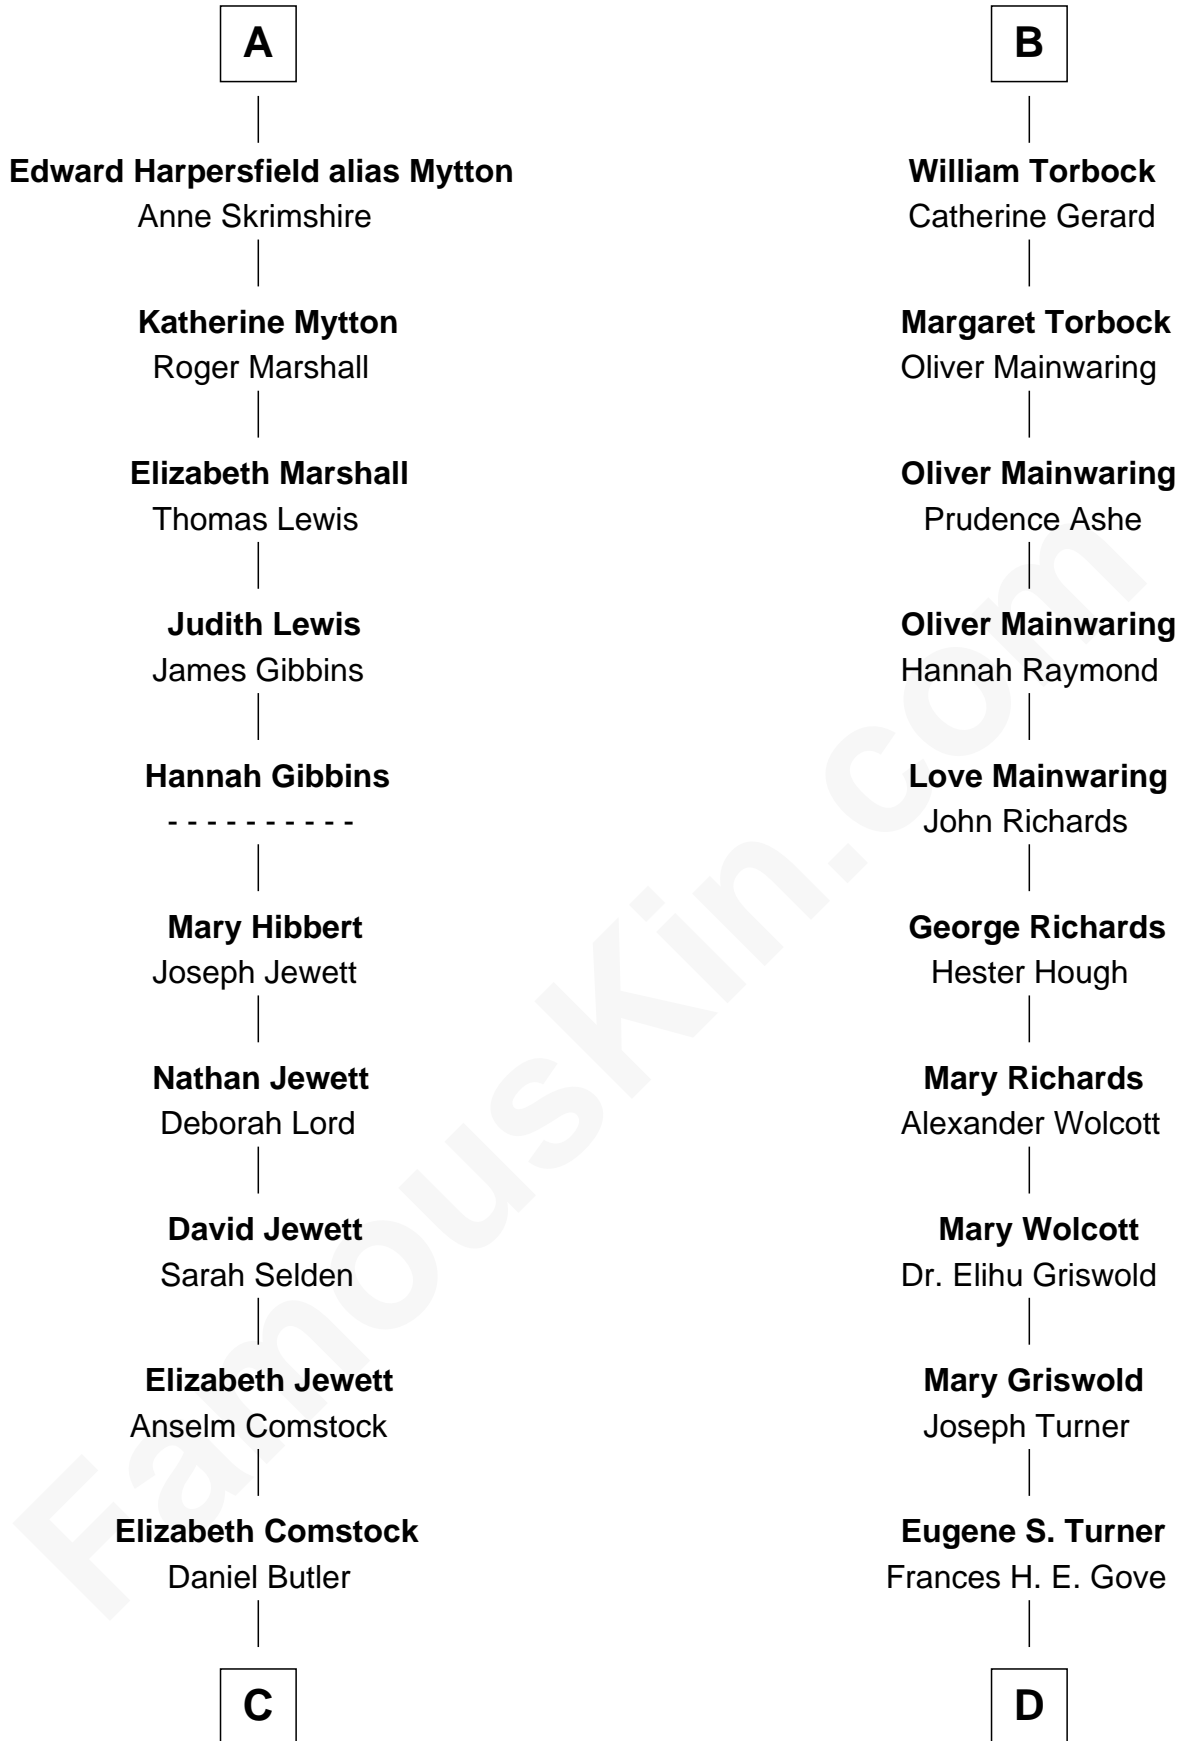 A
Edward Harpersfield alias Mytton
Anne Skrimshire
Katherine Mytton
Roger Marshall
Elizabeth Marshall
Thomas Lewis
Judith Lewis
James Gibbins
Hannah Gibbins
- - - - - - - - - -
Mary Hibbert
Joseph Jewett
Nathan Jewett
Deborah Lord
David Jewett
Sarah Selden
Elizabeth Jewett
Anselm Comstock
Elizabeth Comstock
Daniel Butler
C
B
William Torbock
Catherine Gerard
Margaret Torbock
Oliver Mainwaring
Oliver Mainwaring
Prudence Ashe
Oliver Mainwaring
Hannah Raymond
Love Mainwaring
John Richards
George Richards
Hester Hough
Mary Richards
Alexander Wolcott
Mary Wolcott
Dr. Elihu Griswold
Mary Griswold
Joseph Turner
Eugene S. Turner
Frances H. E. Gove
D
FamousKin.com